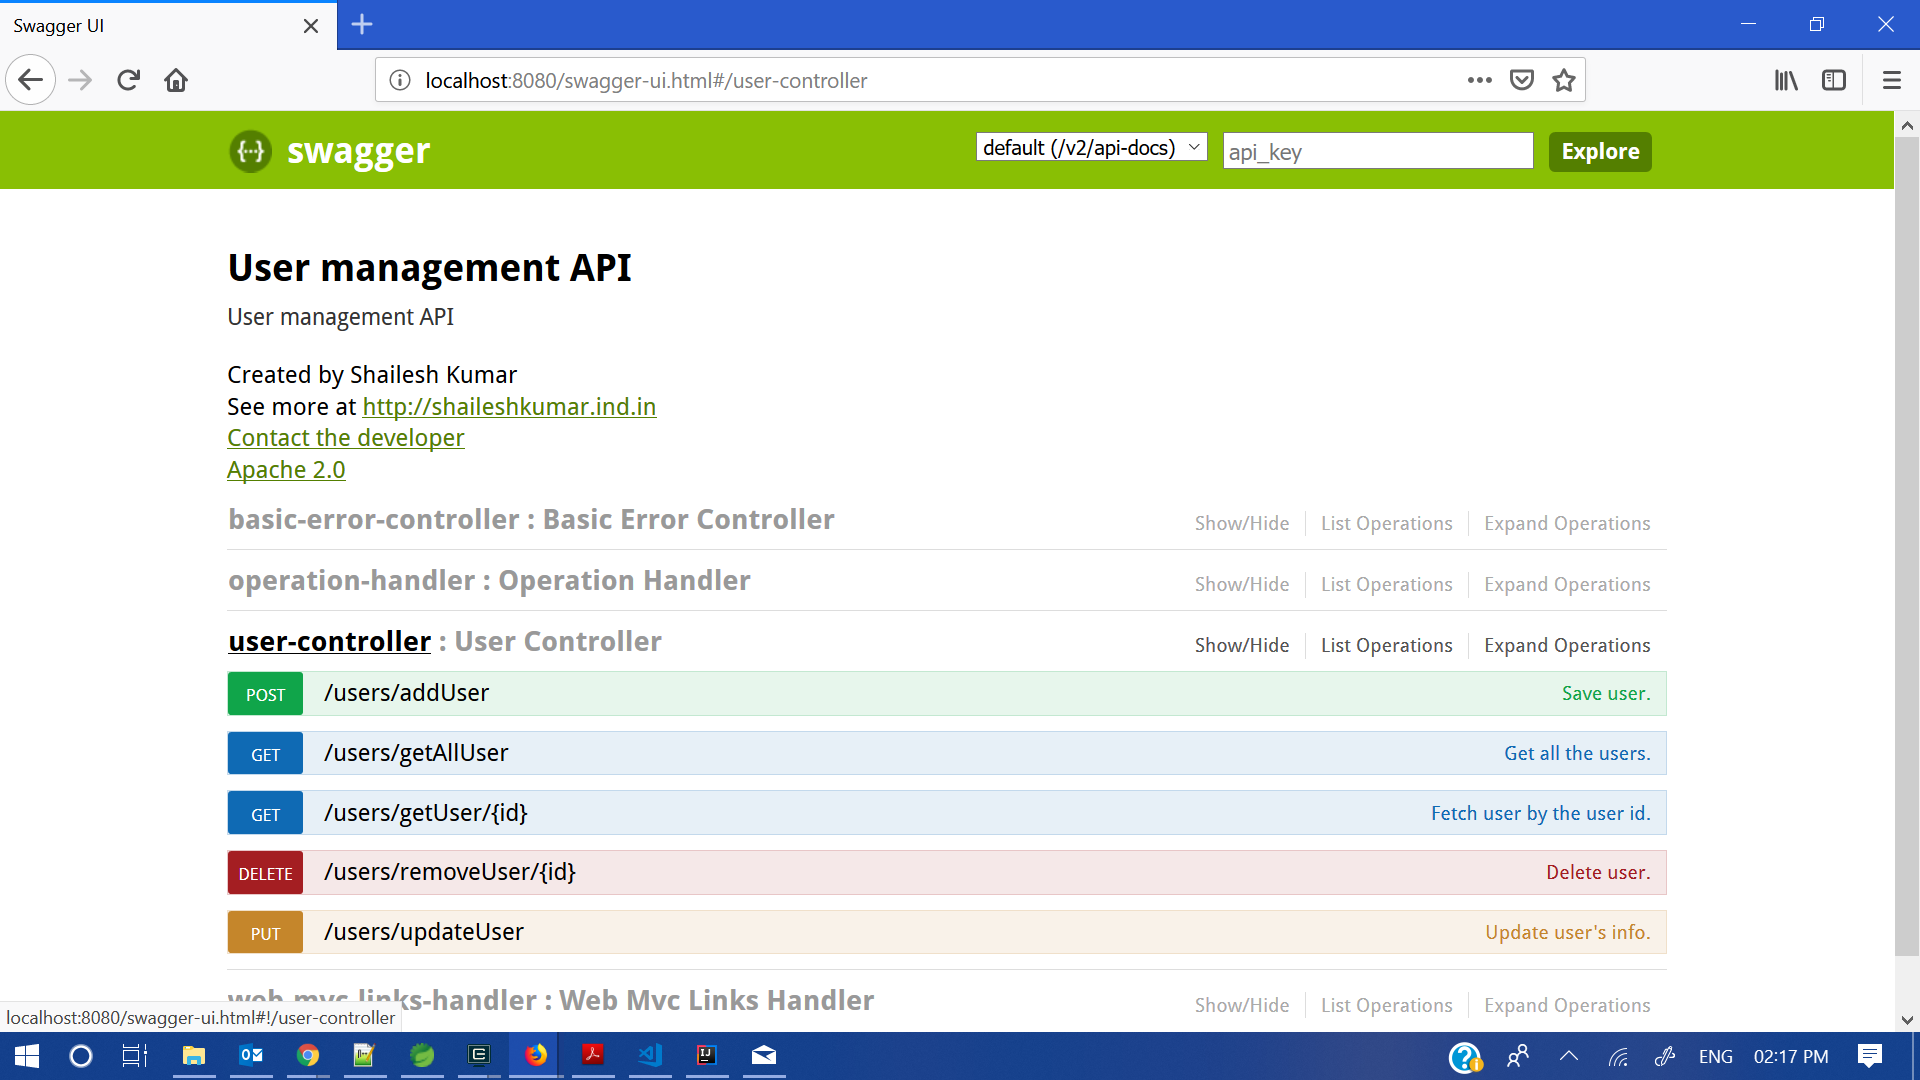 Swagger UI
localhost:8080/swagger-ui.html#/user-controller
swagger
default (/v2/api-docs)
api_key
Explore
User management API
User management API
Created by Shailesh Kumar
See more at http://shaileshkumar.ind.in
Contact the developer
Apache 2.0
basic-error-controller : Basic Error Controller Show/Hide List Operations Expand Operations
operation-handler : Operation Handler Show/Hide List Operations Expand Operations
user-controller : User Controller Show/Hide List Operations Expand Operations
POST /users/addUser Save user.
GET /users/getAllUser Get all the users.
GET /users/getUser/{id} Fetch user by the user id.
DELETE /users/removeUser/{id} Delete user.
PUT /users/updateUser Update user's info.
web-mvc-links-handler : Web Mvc Links Handler Show/Hide List Operations Expand Operations
localhost:8080/swagger-ui.html#!/user-controller
ENG 02:17 PM